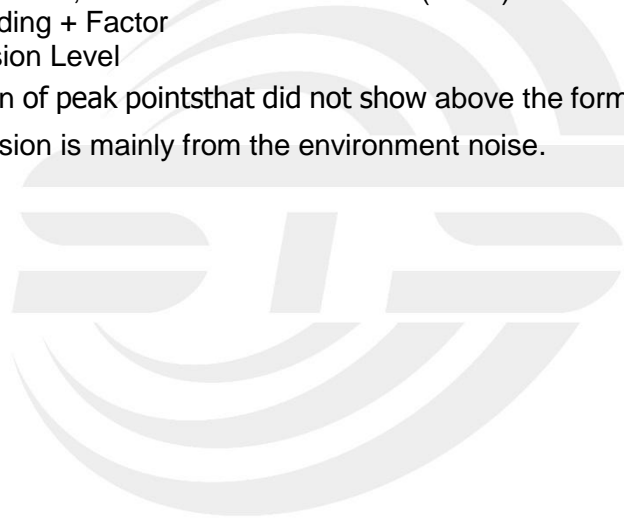 ding + Factor
sion Level
n of peak pointsthat did not show above the form
sion is mainly from the environment noise.
STS